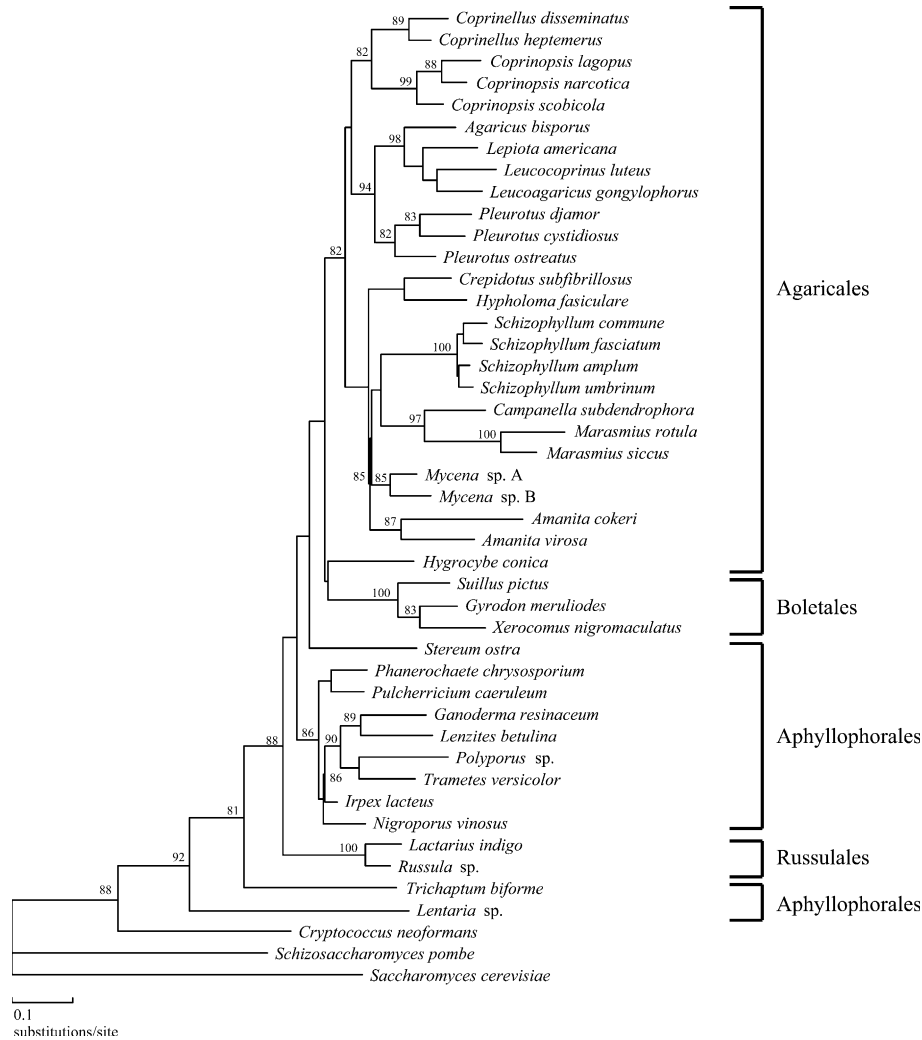 89
Coprinellus disseminatus
Coprinellus heptemerus
82
88
Coprinopsis lagopus
Coprinopsis narcotica
99
Coprinopsis scobicola
Agaricus bisporus
98
Lepiota americana
Leucocoprinus luteus
94
Leucoagaricus gongylophorus
83
Pleurotus djamor
82
Pleurotus cystidiosus
82
Pleurotus ostreatus
Crepidotus subfibrillosus
Agaricales
Hypholoma fasiculare
Schizophyllum commune
100
Schizophyllum fasciatum
Schizophyllum amplum
Schizophyllum umbrinum
97
Campanella subdendrophora
100
Marasmius rotula
Marasmius siccus
85
85
Mycena sp. A
Mycena sp. B
87
Amanita cokeri
Amanita virosa
Hygrocybe conica
100
Suillus pictus
83
Gyrodon meruliodes
Boletales
Xerocomus nigromaculatus
Stereum ostra
Phanerochaete chrysosporium
Pulcherricium caeruleum
89
Ganoderma resinaceum
88
86
90
Lenzites betulina
Aphyllophorales
Polyporus sp.
86
Trametes versicolor
Irpex lacteus
81
Nigroporus vinosus
100
Lactarius indigo
92
Russula sp.
Russulales
88
Trichaptum biforme
Lentaria sp.
Aphyllophorales
Cryptococcus neoformans
Schizosaccharomyces pombe
Saccharomyces cerevisiae
0.1
substitutions/site